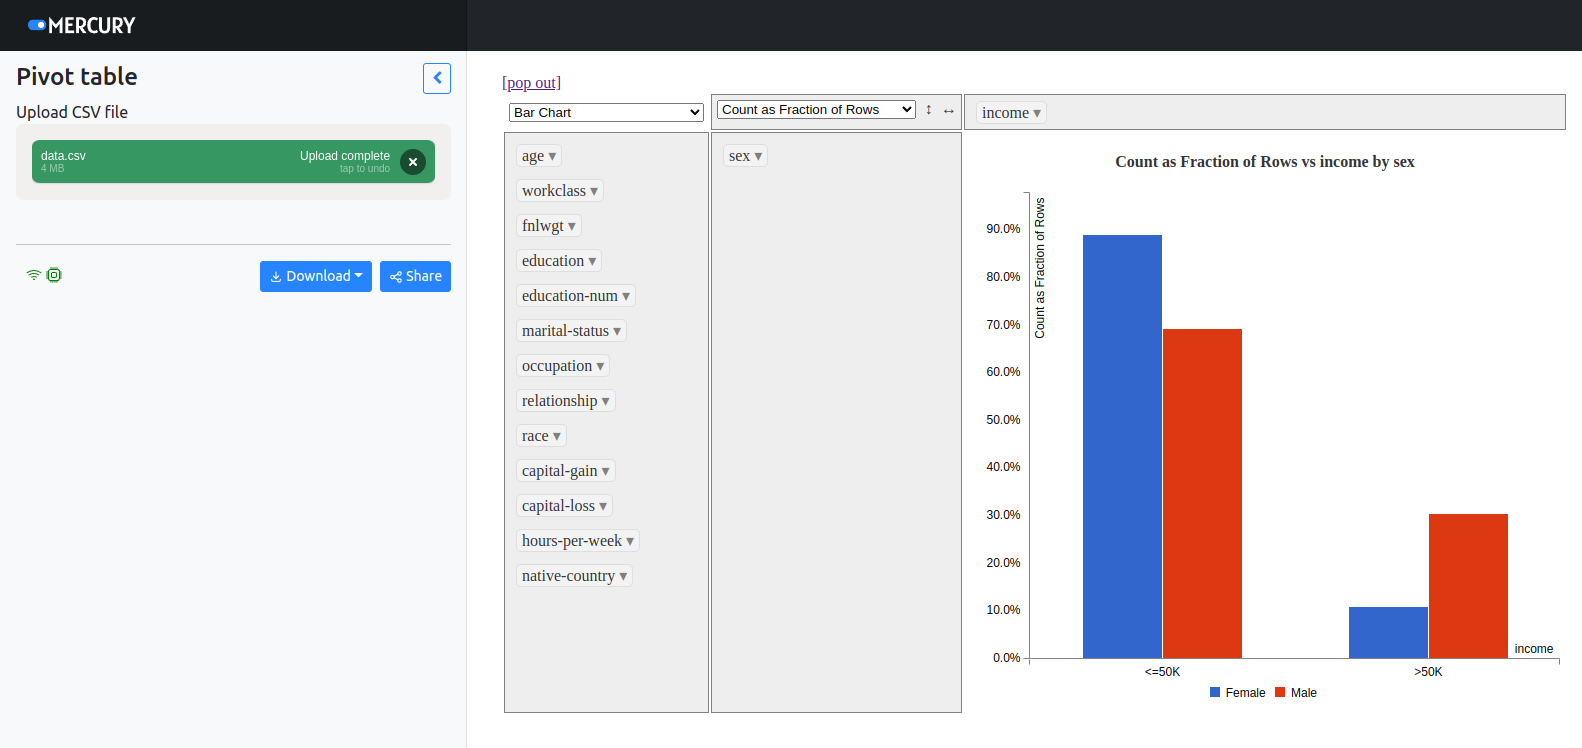 MERCURY
Pivot table
Upload CSV file
data.csv
4 MB
Upload complete
tap to undo
Download
Share
[pop out]
Bar Chart
Count as Fraction of Rows
↕ ↔
income ▾
age ▾
workclass ▾
fnlwgt ▾
education ▾
education-num ▾
marital-status ▾
occupation ▾
relationship ▾
race ▾
capital-gain ▾
capital-loss ▾
hours-per-week ▾
native-country ▾
sex ▾
Count as Fraction of Rows vs income by sex
Count as Fraction of Rows
90.0%
80.0%
70.0%
60.0%
50.0%
40.0%
30.0%
20.0%
10.0%
0.0%
income
<=50K
>50K
Female
Male